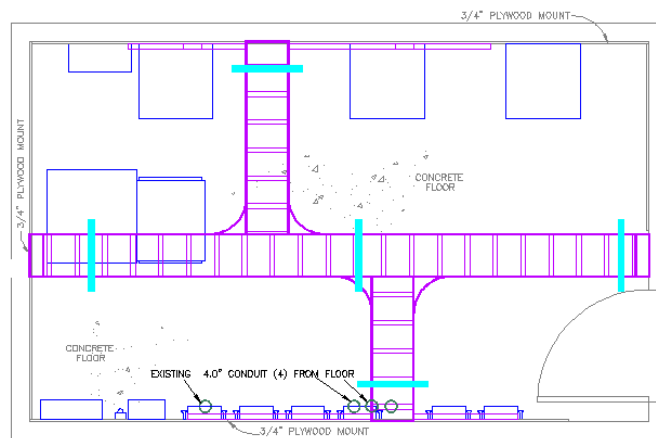 3/4" PLYWOOD MOUNT
3/4" PLYWOOD MOUNT
CONCRETE
FLOOR
CONCRETE
FLOOR
EXISTING 4.0" CONDUIT (4) FROM FLOOR
3/4" PLYWOOD MOUNT